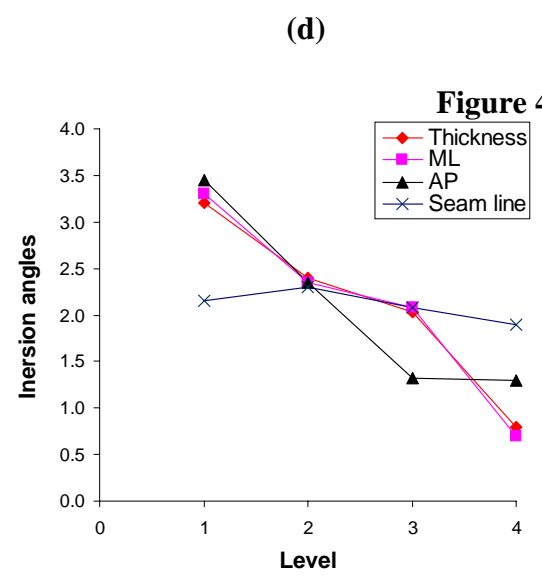 (d)
Figure 4
Thickness
ML
AP
Seam line
4.0
3.5
3.0
2.5
2.0
1.5
1.0
0.5
0.0
Inersion angles
0 1 2 3 4
Level